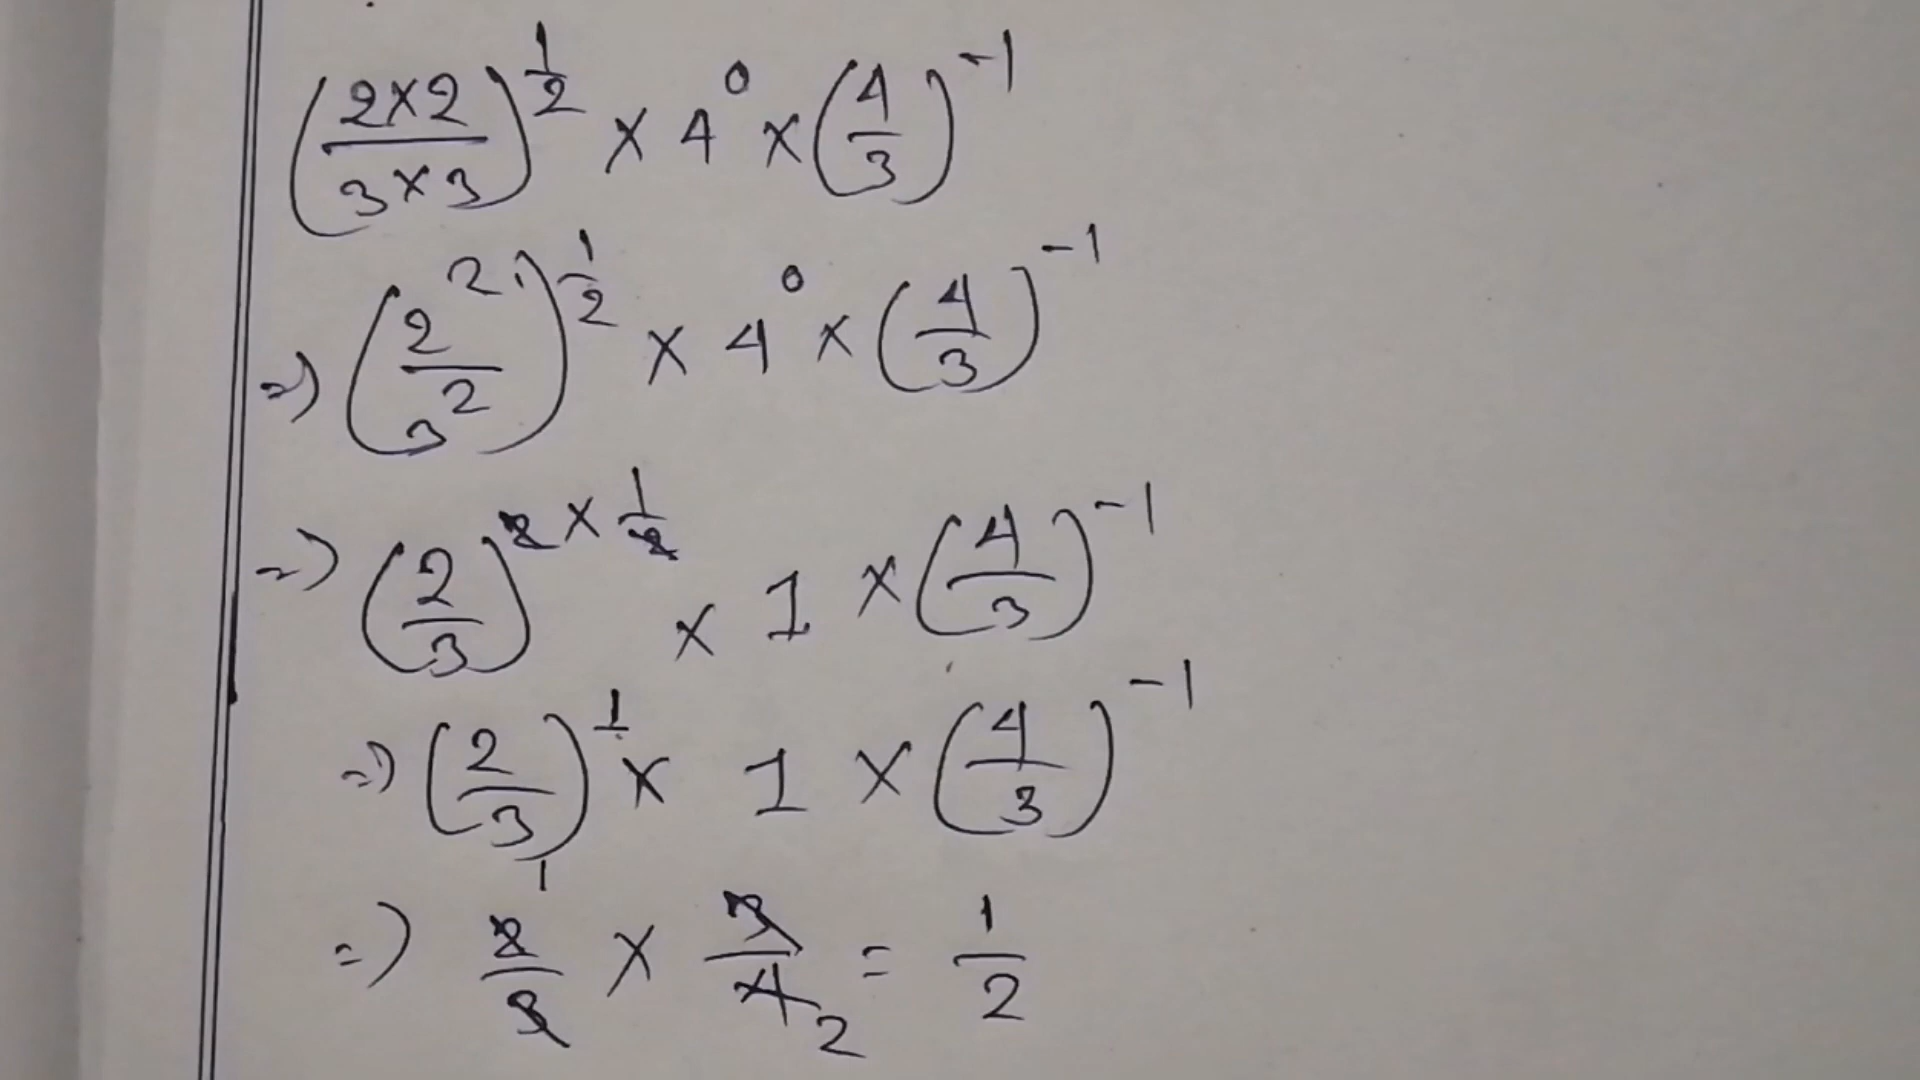 (2×2/3×3)^1/2 × 4^0 × (4/3)^-1
=) (2^2/3^2)^1/2 × 4^0 × (4/3)^-1
=) (2/3)^2×1/2 × 1 × (4/3)^-1
=) (2/3)^1 × 1 × (4/3)^-1
=) 2/3 × 3/4 = 1/2